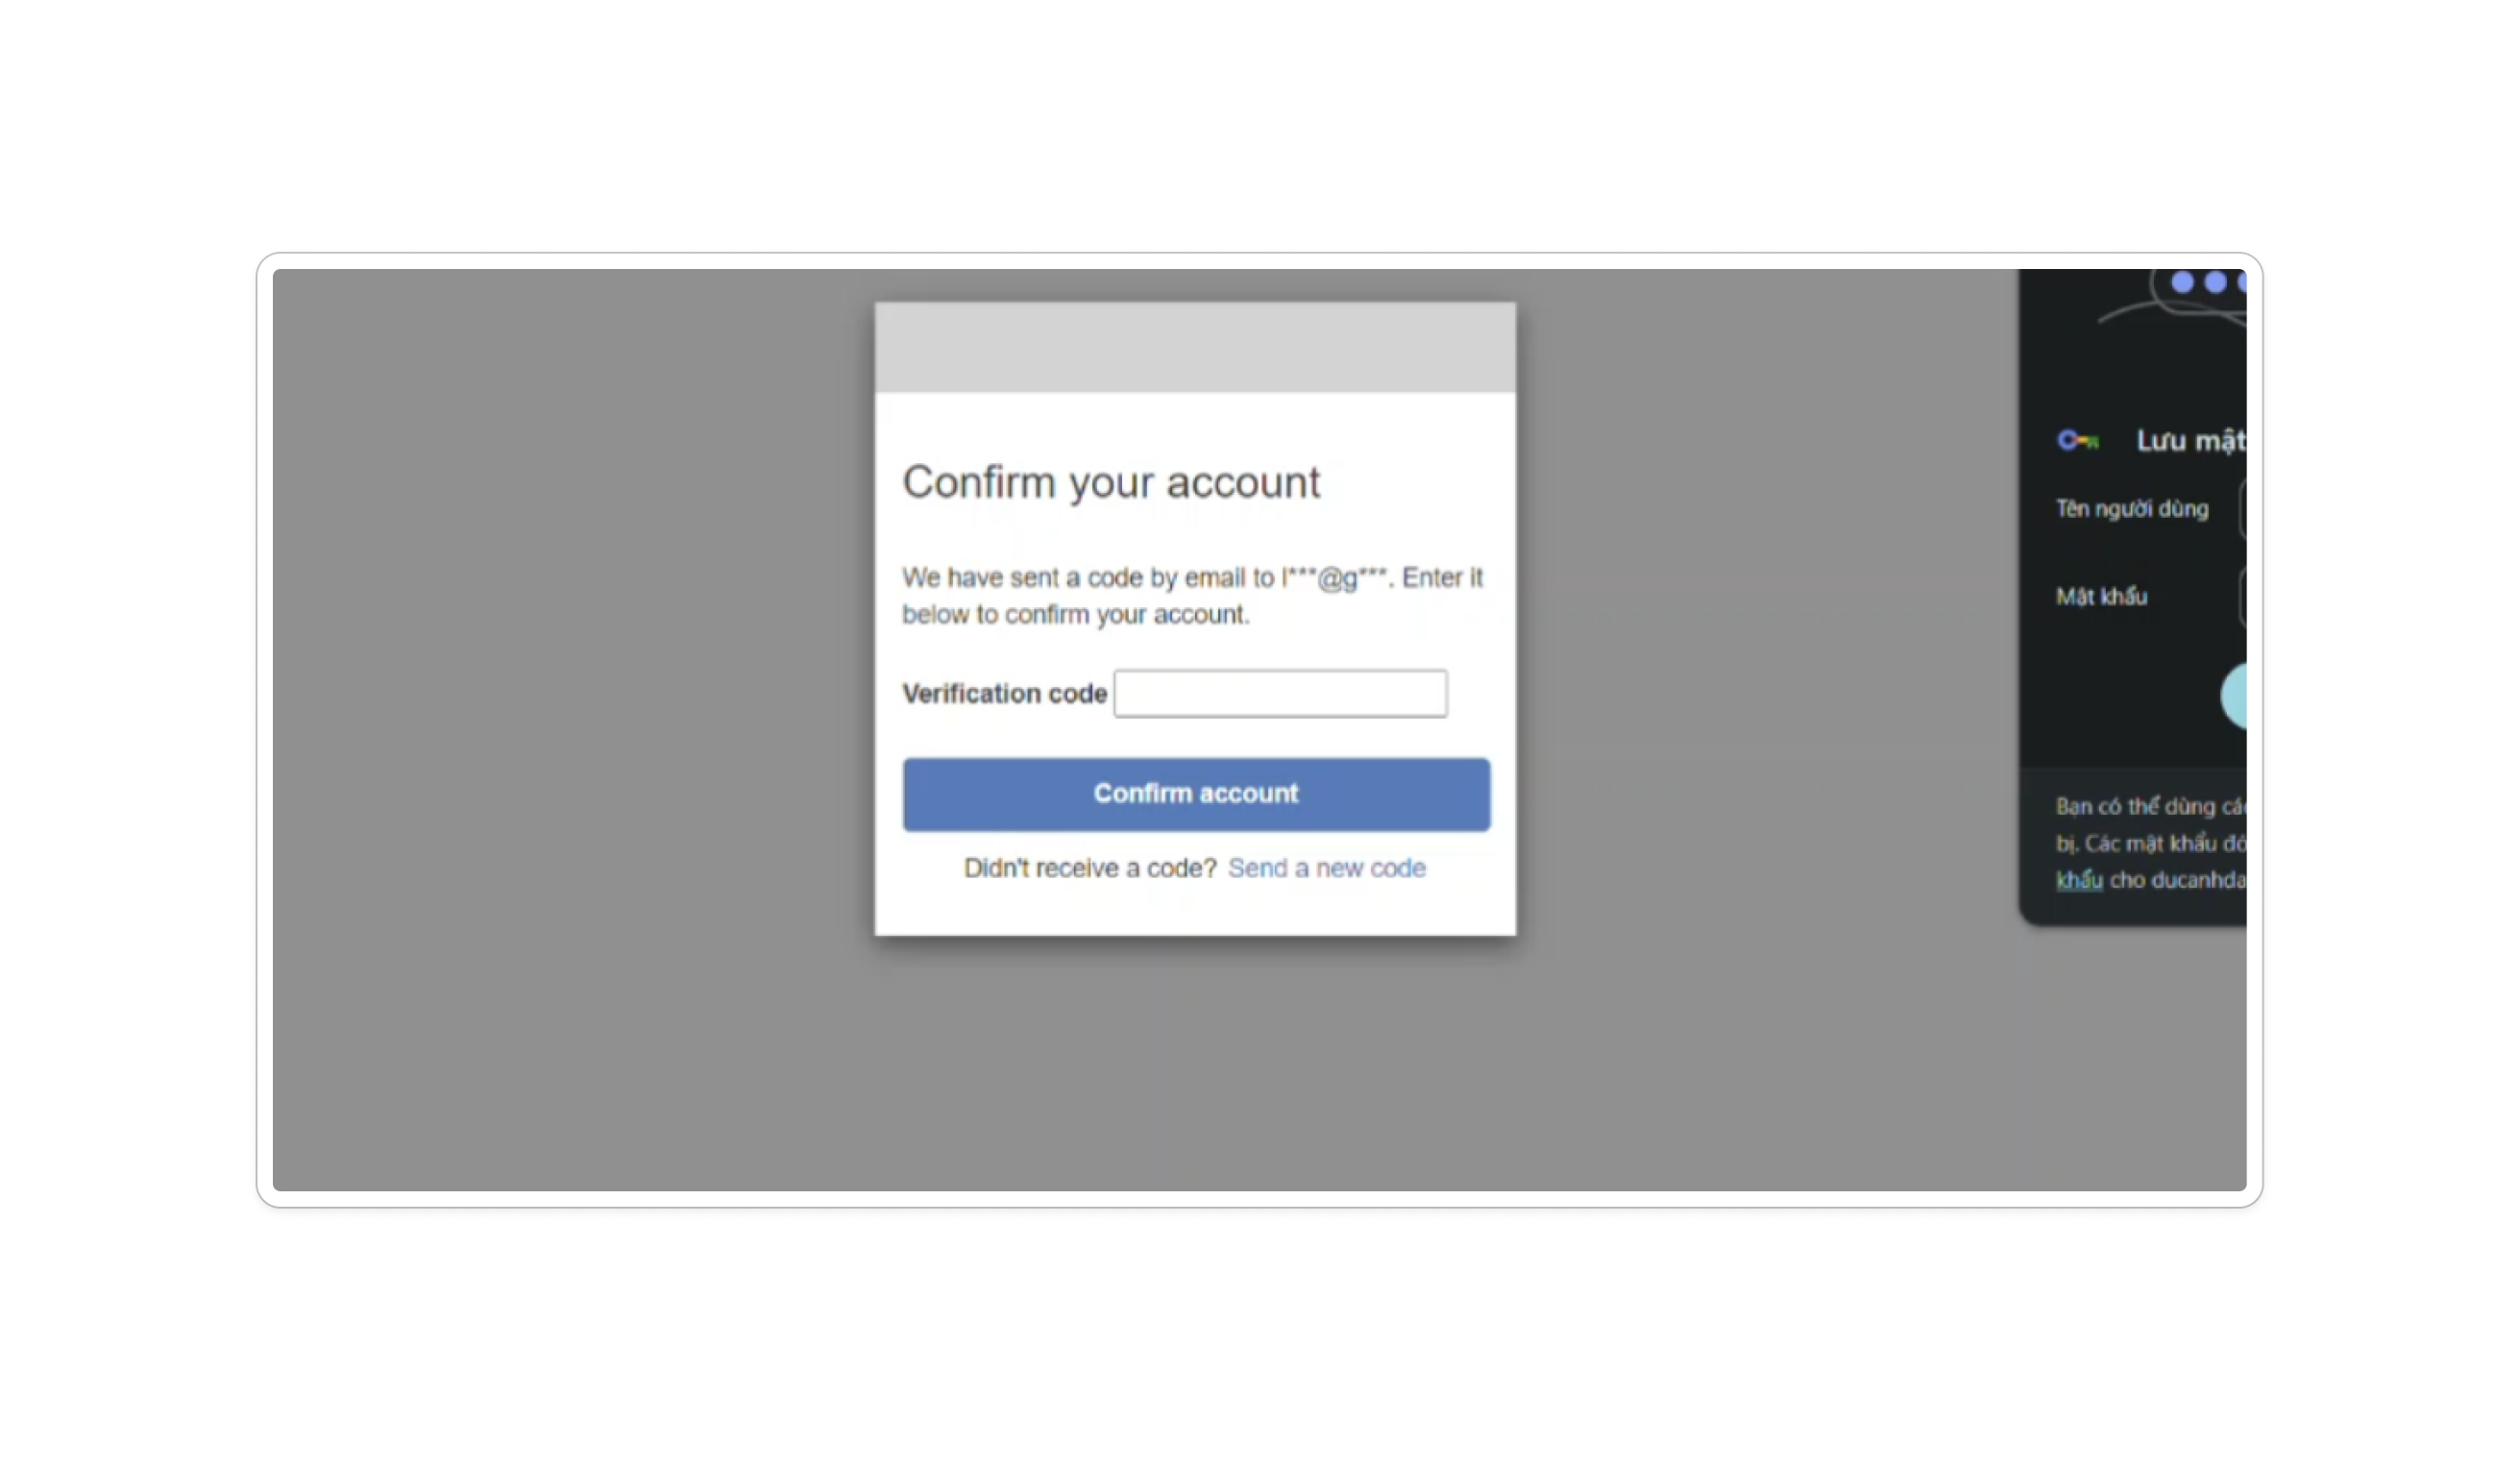 Confirm your account
We have sent a code by email to l***@g***. Enter it
below to confirm your account.
Verification code
Confirm account
Didn't receive a code? Send a new code
Lưu mật
Tên người dùng
Mật khẩu
Bạn có thể dùng các
bị. Các mật khẩu đó
khẩu cho ducanhda